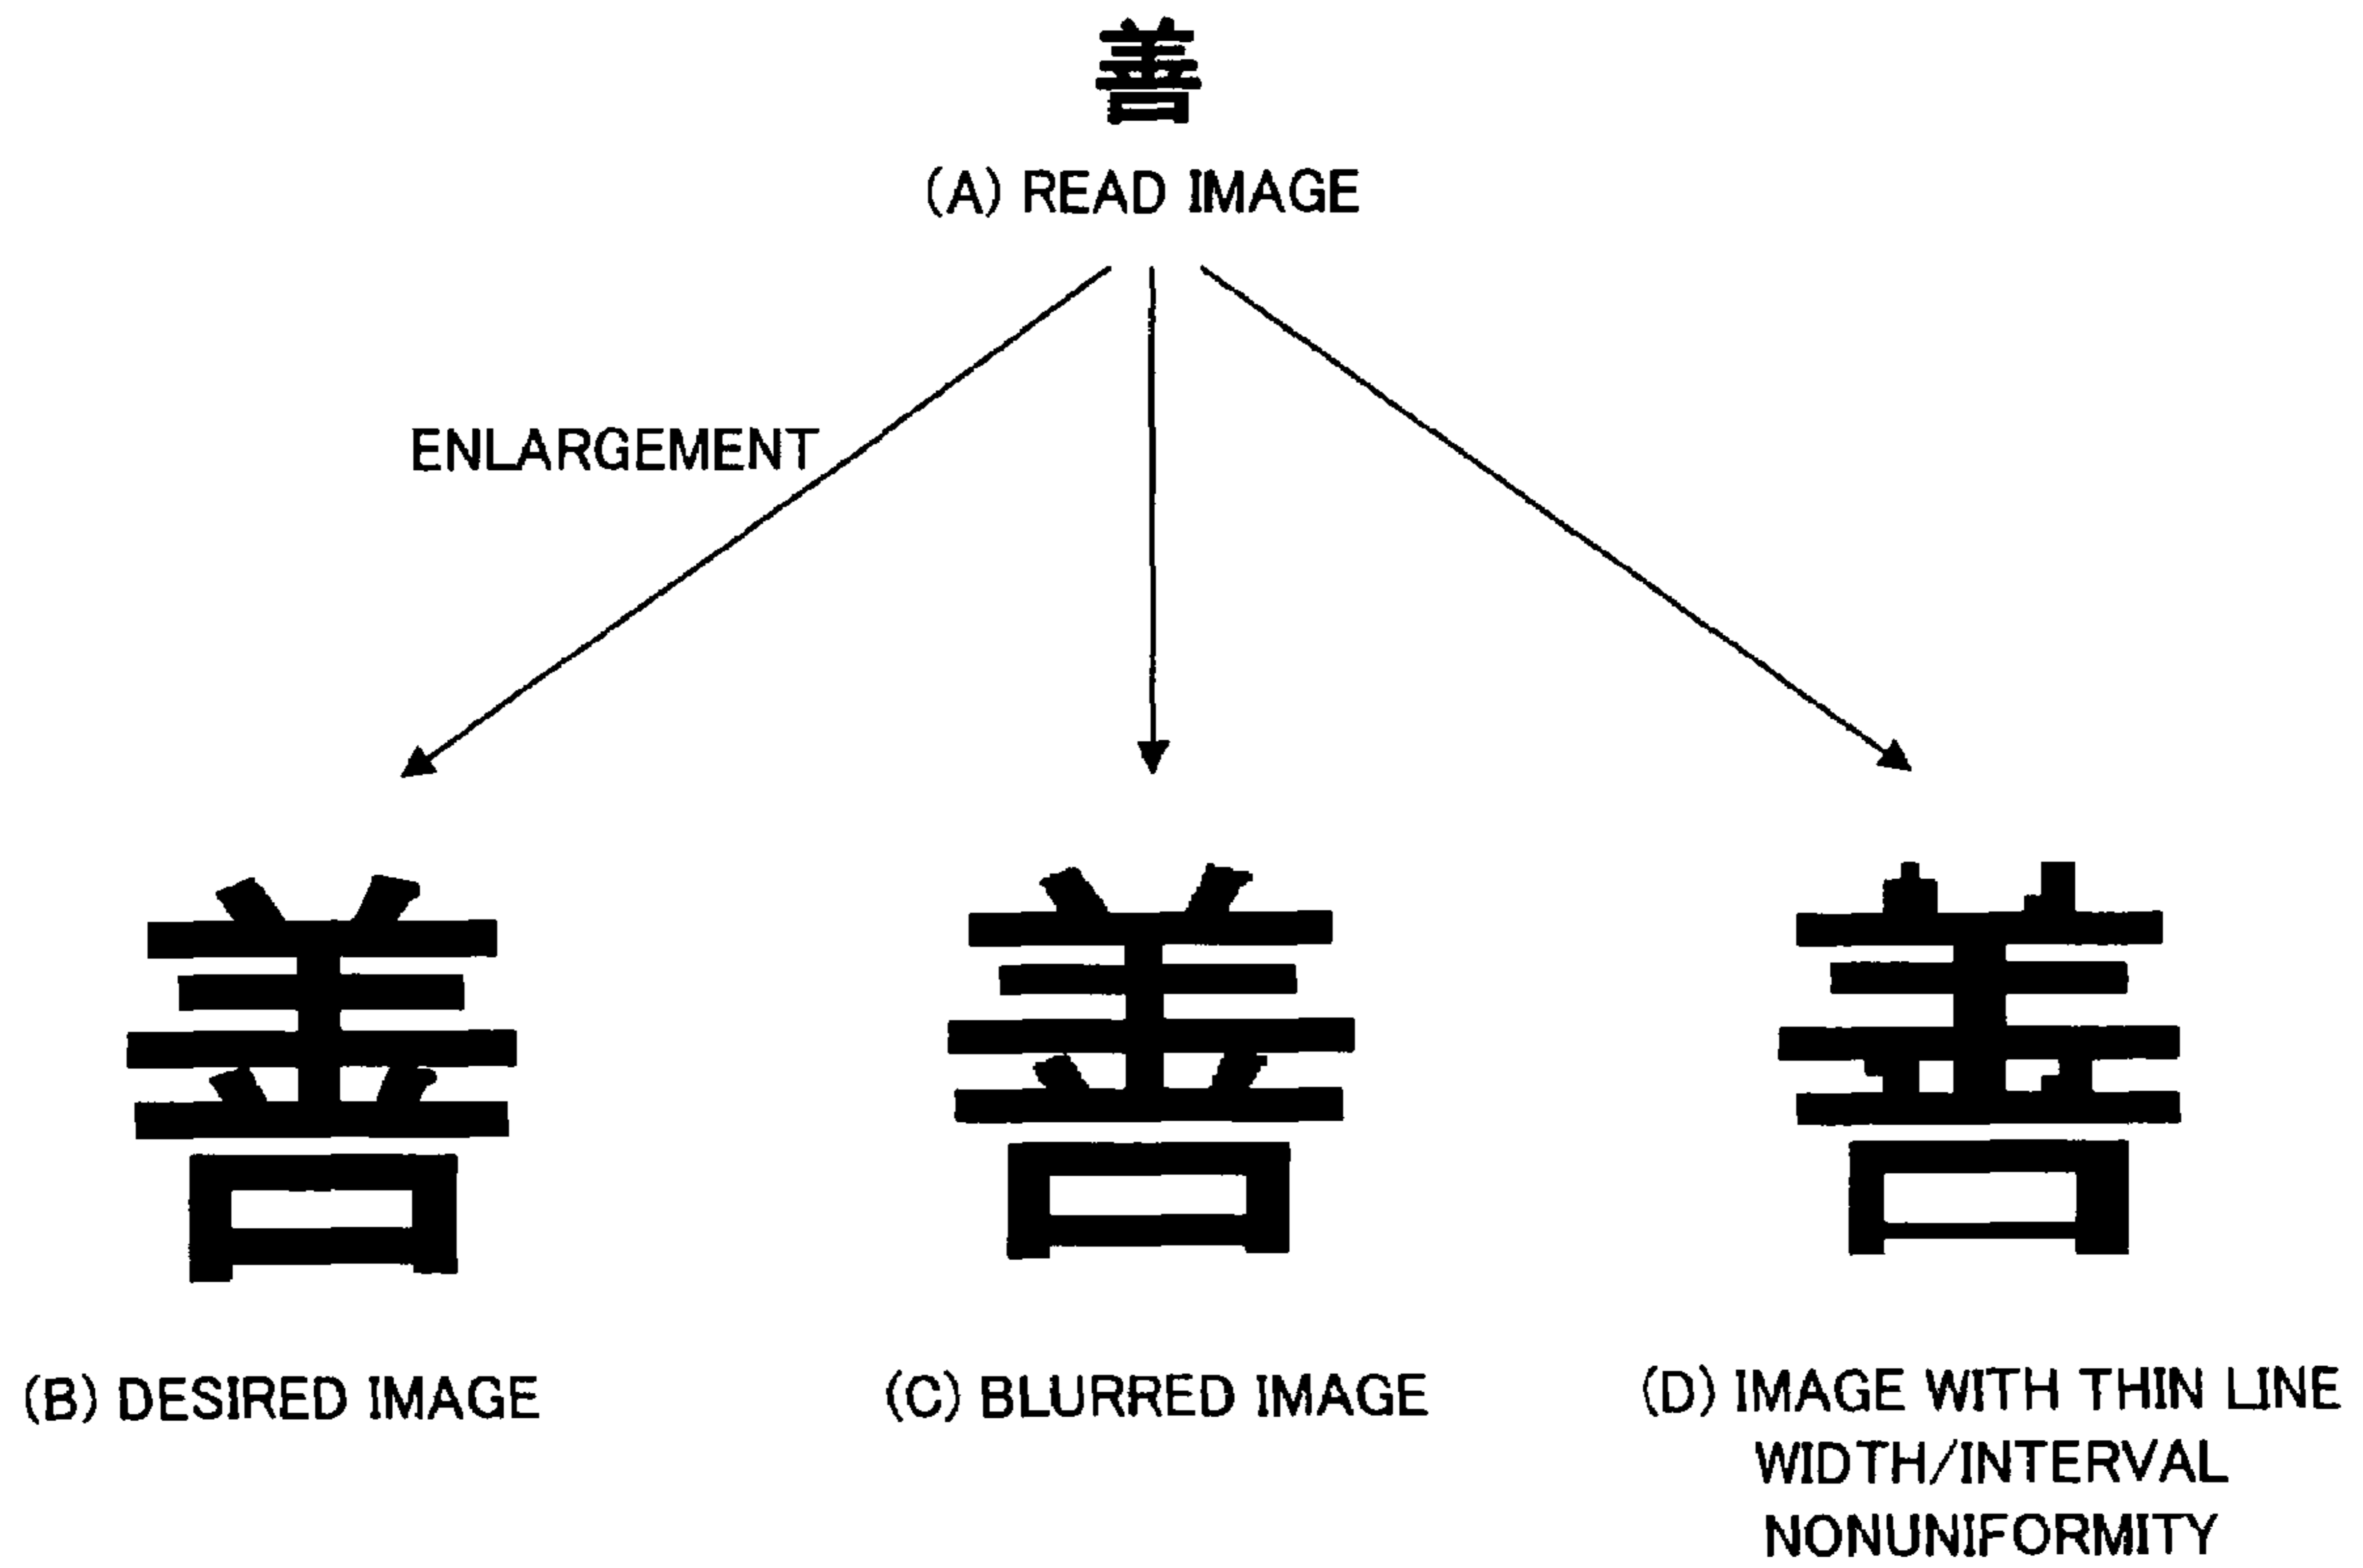 善
(A) READ IMAGE
ENLARGEMENT
善
善
善
(B) DESIRED IMAGE
(C) BLURRED IMAGE
(D) IMAGE WITH THIN LINE
WIDTH/INTERVAL
NONUNIFORMITY